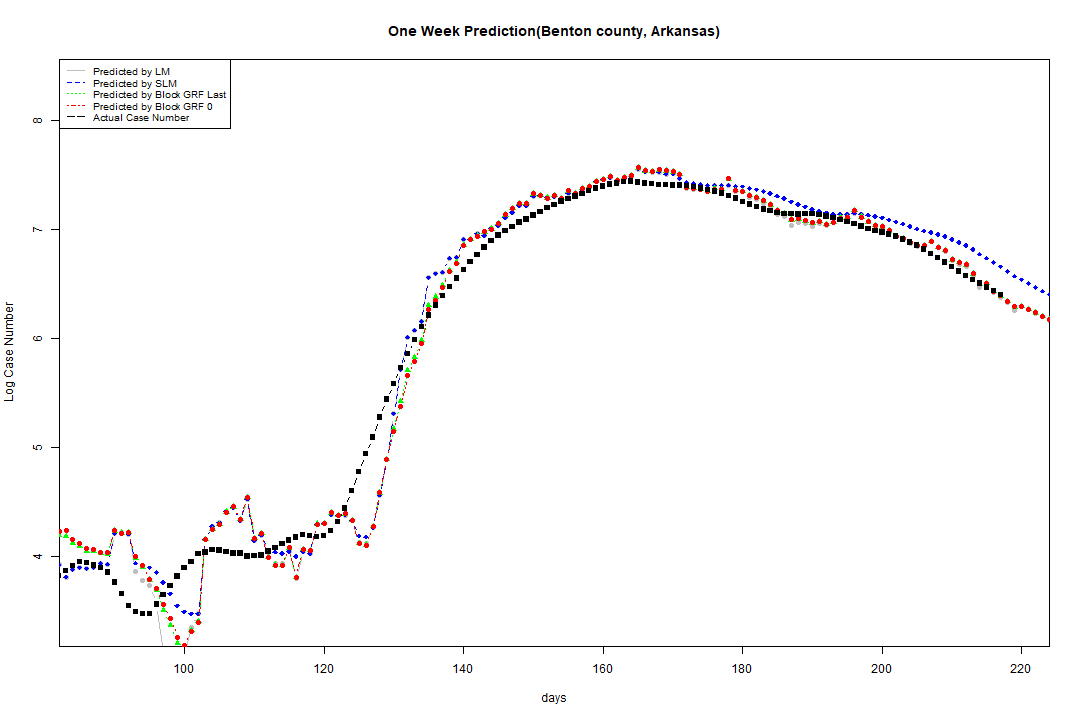 One Week Prediction(Benton county, Arkansas)
Predicted by LM
Predicted by SLM
Predicted by Block GRF Last
Predicted by Block GRF 0
Actual Case Number
8
7
6
5
4
Log Case Number
100 120 140 160 180 200 220
days